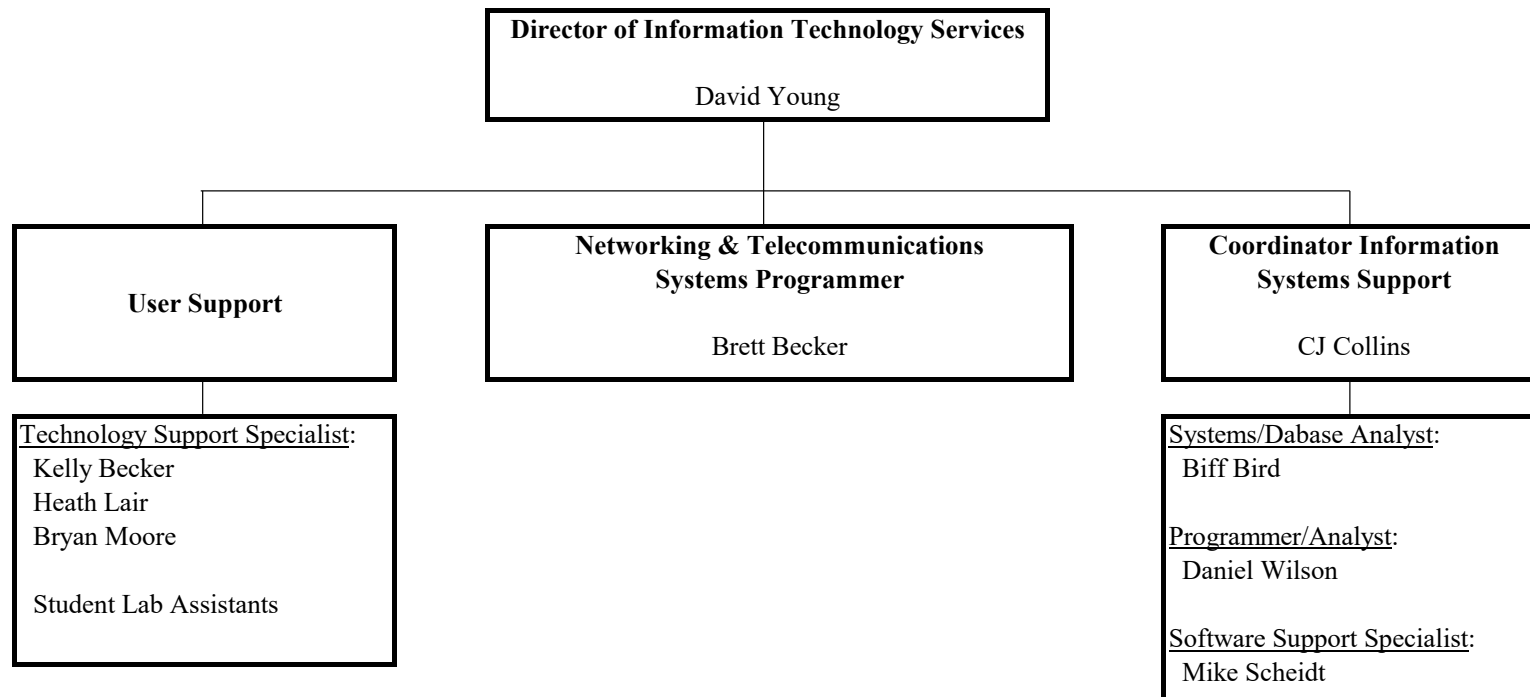 Director of Information Technology Services
David Young
User Support
Networking & Telecommunications
Systems Programmer
Brett Becker
Coordinator Information
Systems Support
CJ Collins
Technology Support Specialist:
Kelly Becker
Heath Lair
Bryan Moore
Student Lab Assistants
Systems/Dabase Analyst:
Biff Bird
Programmer/Analyst:
Daniel Wilson
Software Support Specialist:
Mike Scheidt